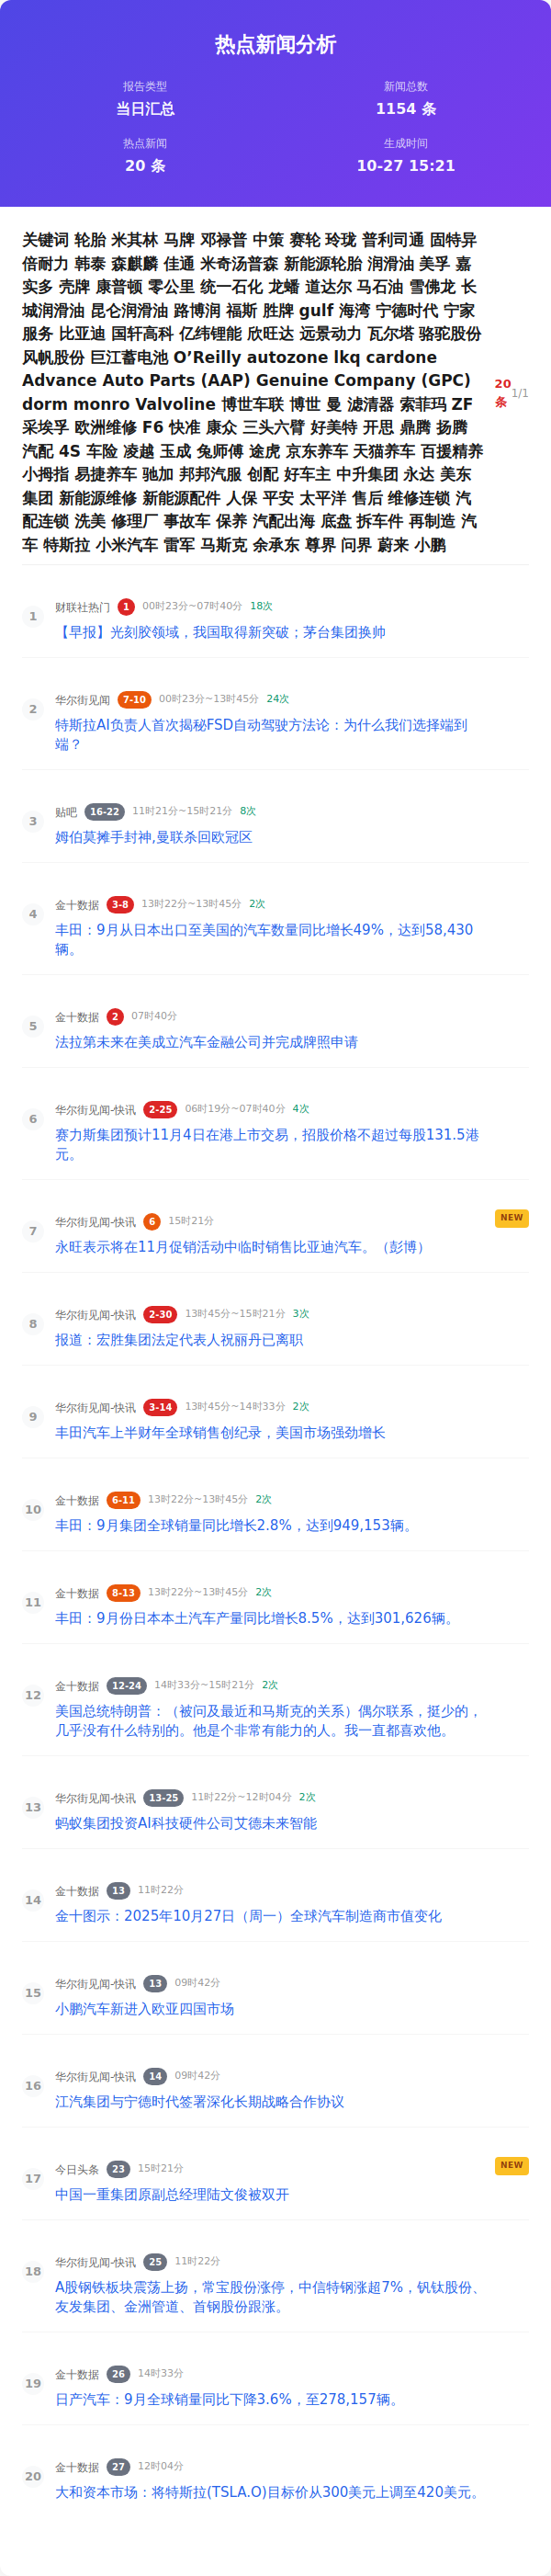 热点新闻分析
报告类型
当日汇总
新闻总数
1154 条
热点新闻
20 条
生成时间
10-27 15:21
关键词 轮胎 米其林 马牌 邓禄普 中策 赛轮 玲珑 普利司通 固特异
倍耐力 韩泰 森麒麟 佳通 米奇汤普森 新能源轮胎 润滑油 美孚 嘉
实多 壳牌 康普顿 零公里 统一石化 龙蟠 道达尔 马石油 雪佛龙 长
城润滑油 昆仑润滑油 路博润 福斯 胜牌 gulf 海湾 宁德时代 宁家
服务 比亚迪 国轩高科 亿纬锂能 欣旺达 远景动力 瓦尔塔 骆驼股份
风帆股份 巨江蓄电池 O’Reilly autozone lkq cardone
Advance Auto Parts (AAP) Genuine Company (GPC)
dorm monro Valvoline 博世车联 博世 曼 滤清器 索菲玛 ZF
采埃孚 欧洲维修 F6 快准 康众 三头六臂 好美特 开思 鼎腾 扬腾
汽配 4S 车险 凌越 玉成 兔师傅 途虎 京东养车 天猫养车 百援精养
小拇指 易捷养车 驰加 邦邦汽服 创配 好车主 中升集团 永达 美东
集团 新能源维修 新能源配件 人保 平安 太平洋 售后 维修连锁 汽
配连锁 洗美 修理厂 事故车 保养 汽配出海 底盘 拆车件 再制造 汽
车 特斯拉 小米汽车 雷军 马斯克 余承东 尊界 问界 蔚来 小鹏
20
条
1/1
1
财联社热门 1 00时23分~07时40分 18次
【早报】光刻胶领域，我国取得新突破；茅台集团换帅
2
华尔街见闻 7-10 00时23分~13时45分 24次
特斯拉AI负责人首次揭秘FSD自动驾驶方法论：为什么我们选择端到
端？
3
贴吧 16-22 11时21分~15时21分 8次
姆伯莫摊手封神,曼联杀回欧冠区
4
金十数据 3-8 13时22分~13时45分 2次
丰田：9月从日本出口至美国的汽车数量同比增长49%，达到58,430
辆。
5
金十数据 2 07时40分
法拉第未来在美成立汽车金融公司并完成牌照申请
6
华尔街见闻-快讯 2-25 06时19分~07时40分 4次
赛力斯集团预计11月4日在港上市交易，招股价格不超过每股131.5港
元。
7
华尔街见闻-快讯 6 15时21分
NEW
永旺表示将在11月促销活动中临时销售比亚迪汽车。（彭博）
8
华尔街见闻-快讯 2-30 13时45分~15时21分 3次
报道：宏胜集团法定代表人祝丽丹已离职
9
华尔街见闻-快讯 3-14 13时45分~14时33分 2次
丰田汽车上半财年全球销售创纪录，美国市场强劲增长
10
金十数据 6-11 13时22分~13时45分 2次
丰田：9月集团全球销量同比增长2.8%，达到949,153辆。
11
金十数据 8-13 13时22分~13时45分 2次
丰田：9月份日本本土汽车产量同比增长8.5%，达到301,626辆。
12
金十数据 12-24 14时33分~15时21分 2次
美国总统特朗普：（被问及最近和马斯克的关系）偶尔联系，挺少的，
几乎没有什么特别的。他是个非常有能力的人。我一直都喜欢他。
13
华尔街见闻-快讯 13-25 11时22分~12时04分 2次
蚂蚁集团投资AI科技硬件公司艾德未来智能
14
金十数据 13 11时22分
金十图示：2025年10月27日（周一）全球汽车制造商市值变化
15
华尔街见闻-快讯 13 09时42分
小鹏汽车新进入欧亚四国市场
16
华尔街见闻-快讯 14 09时42分
江汽集团与宁德时代签署深化长期战略合作协议
17
今日头条 23 15时21分
NEW
中国一重集团原副总经理陆文俊被双开
18
华尔街见闻-快讯 25 11时22分
A股钢铁板块震荡上扬，常宝股份涨停，中信特钢涨超7%，钒钛股份、
友发集团、金洲管道、首钢股份跟涨。
19
金十数据 26 14时33分
日产汽车：9月全球销量同比下降3.6%，至278,157辆。
20
金十数据 27 12时04分
大和资本市场：将特斯拉(TSLA.O)目标价从300美元上调至420美元。